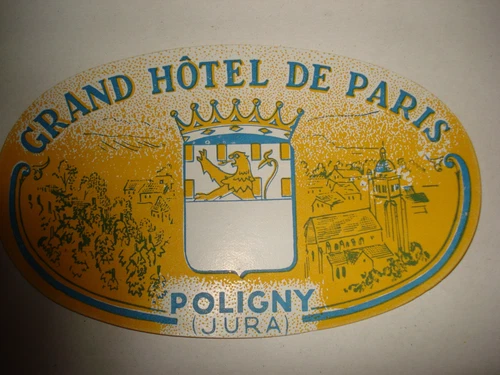 GRAND HÔTEL DE PARIS
POLIGNY
(JURA)